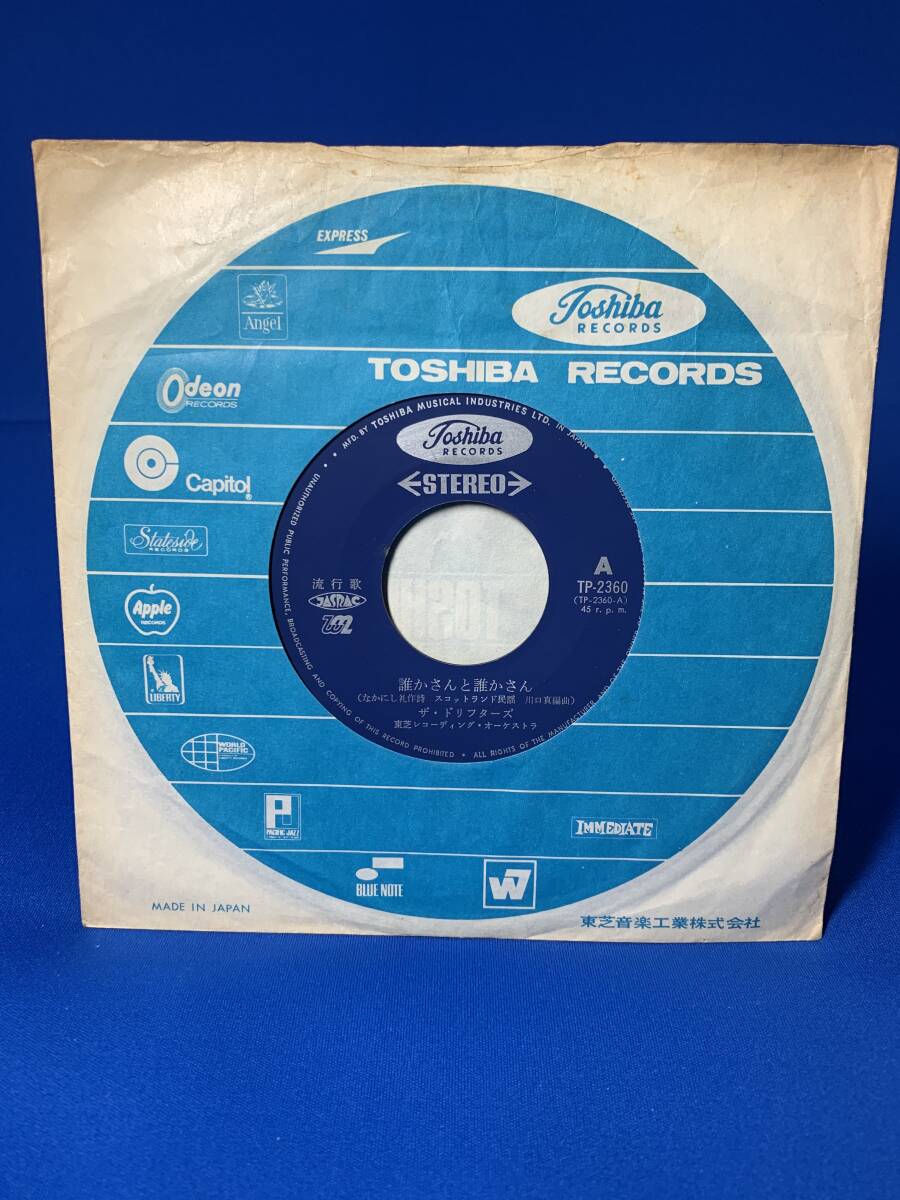 EXPRESS
Angel
Toshiba
RECORDS
TOSHIBA RECORDS
Odeon
RECORDS
Capitol
®
Stateside
RECORDS
Apple
RECORDS
LIBERTY
WORLD
PACIFIC
PACIFIC JAZZ
IMMEDIATE
BLUE NOTE
W7
MADE IN JAPAN
東芝音楽工業株式会社
MFD. BY TOSHIBA MUSICAL INDUSTRIES LTD. IN JAPAN
Toshiba
RECORDS
STEREO
流行歌
JASRAC
A
TP-2360
(TP-2360-A)
45 r.p.m.
誰かさんと誰かさん
(なかにし礼作詩 スコットランド民謡 川口真編曲)
ザ・ドリフターズ
東芝レコーディング・オーケストラ
UNAUTHORIZED PUBLIC PERFORMANCE, BROADCASTING AND COPYING OF THIS RECORD PROHIBITED • ALL RIGHTS OF THE MANUFACTURER AND OF THE